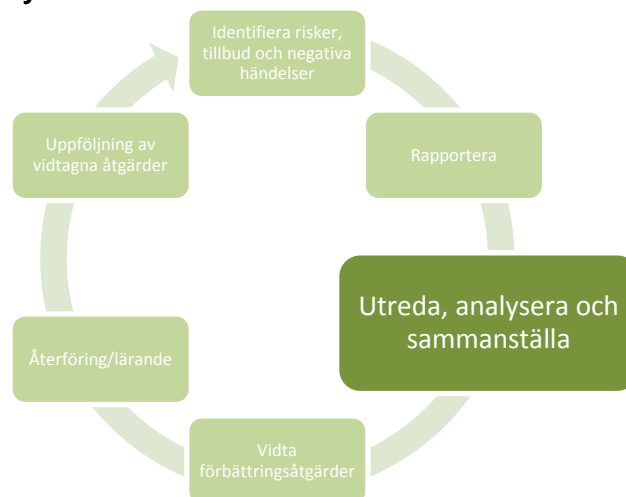 Identifiera risker,
tillbud och negativa
händelser
Rapportera
Utreda, analysera och
sammanställa
Vidta
förbättringsåtgärder
Återföring/lärande
Uppföljning av
vidtagna åtgärder